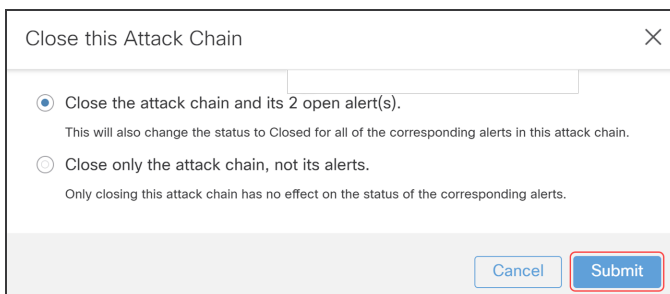 Close this Attack Chain
Close the attack chain and its 2 open alert(s).
This will also change the status to Closed for all of the corresponding alerts in this attack chain.
Close only the attack chain, not its alerts.
Only closing this attack chain has no effect on the status of the corresponding alerts.
Cancel
Submit